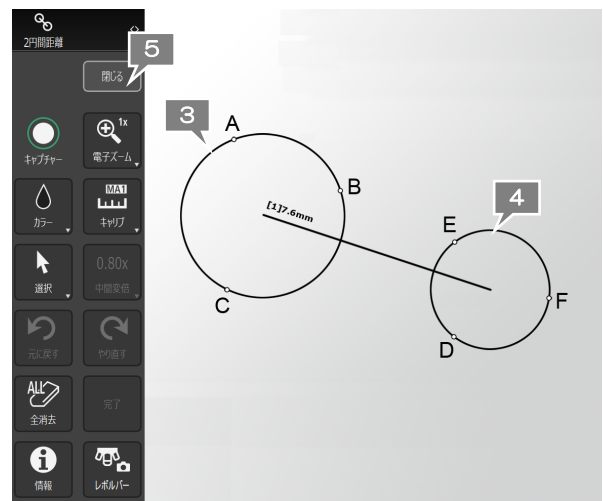 2円間距離
5
閉じる
キャプチャー
1x
電子ズーム
カラー
MA1
キャリブ
選択
0.80x
中間変倍
元に戻す
やり直す
ALL
全消去
完了
情報
レボルバー
3
A
B
[1]7.6mm
C
4
E
F
D